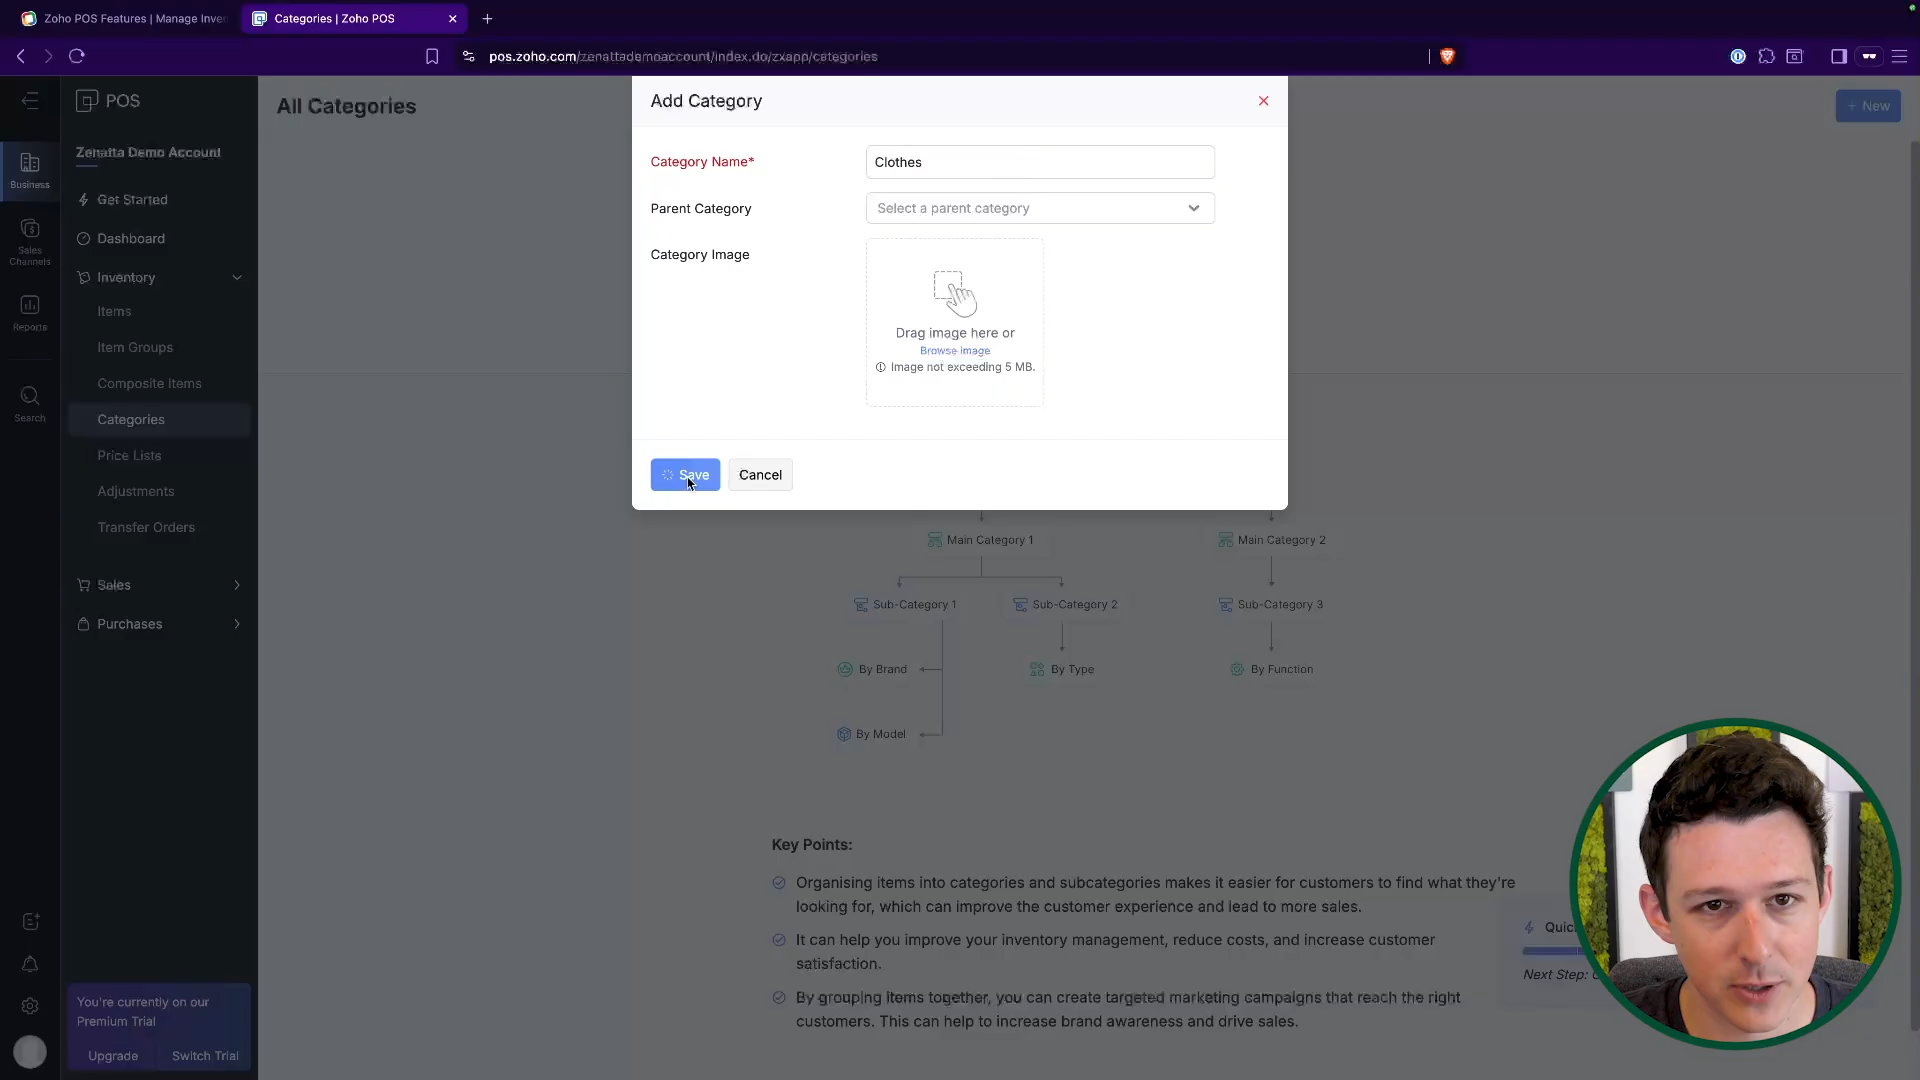 Zoho POS Features | Manage Inven
Categories | Zoho POS
pos.zoho.com/zenattademoaccount/index.do/zxapp/categories
POS
Zenatta Demo Account
Business
Sales Channels
Reports
Search
Get Started
Dashboard
Inventory
Items
Item Groups
Composite Items
Categories
Price Lists
Adjustments
Transfer Orders
Sales
Purchases
You're currently on our
Premium Trial
Upgrade
Switch Trial
All Categories
+ New
Add Category
Category Name*
Clothes
Parent Category
Select a parent category
Category Image
Drag image here or
Browse image
Image not exceeding 5 MB.
Save
Cancel
Main Category 1
Main Category 2
Sub-Category 1
Sub-Category 2
Sub-Category 3
By Brand
By Type
By Function
By Model
Key Points:
Organising items into categories and subcategories makes it easier for customers to find what they're
looking for, which can improve the customer experience and lead to more sales.
It can help you improve your inventory management, reduce costs, and increase customer
satisfaction.
By grouping items together, you can create targeted marketing campaigns that reach the right
customers. This can help to increase brand awareness and drive sales.
Next Step: